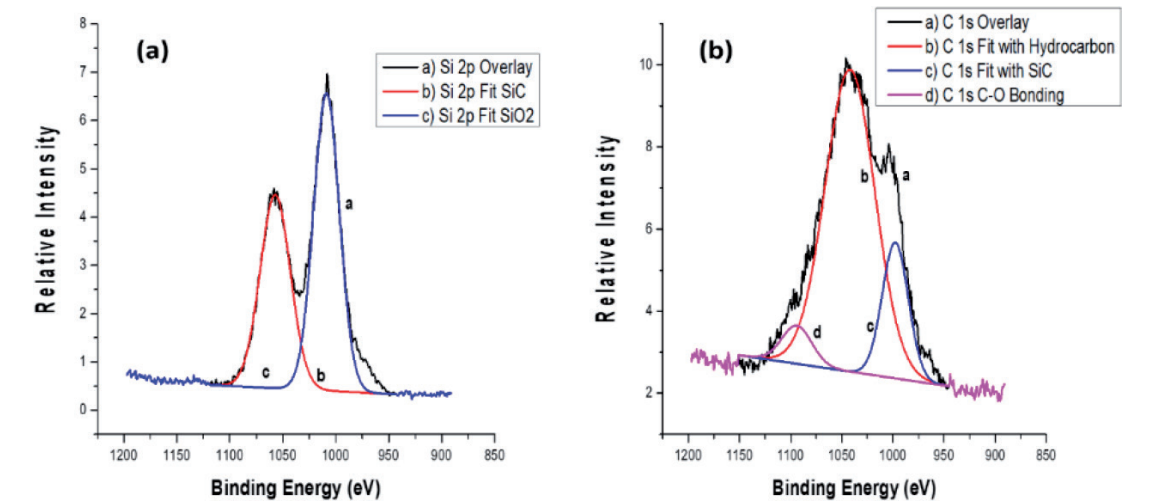 (a)
a) Si 2p Overlay
b) Si 2p Fit SiC
c) Si 2p Fit SiO2
8
7
6
5
4
3
2
1
0
Relative Intensity
a
c
b
1200 1150 1100 1050 1000 950 900 850
Binding Energy (eV)
(b)
a) C 1s Overlay
b) C 1s Fit with Hydrocarbon
c) C 1s Fit with SiC
d) C 1s C-O Bonding
10
8
6
4
2
Relative Intensity
b
a
d
c
1200 1150 1100 1050 1000 950 900 850
Binding Energy (eV)